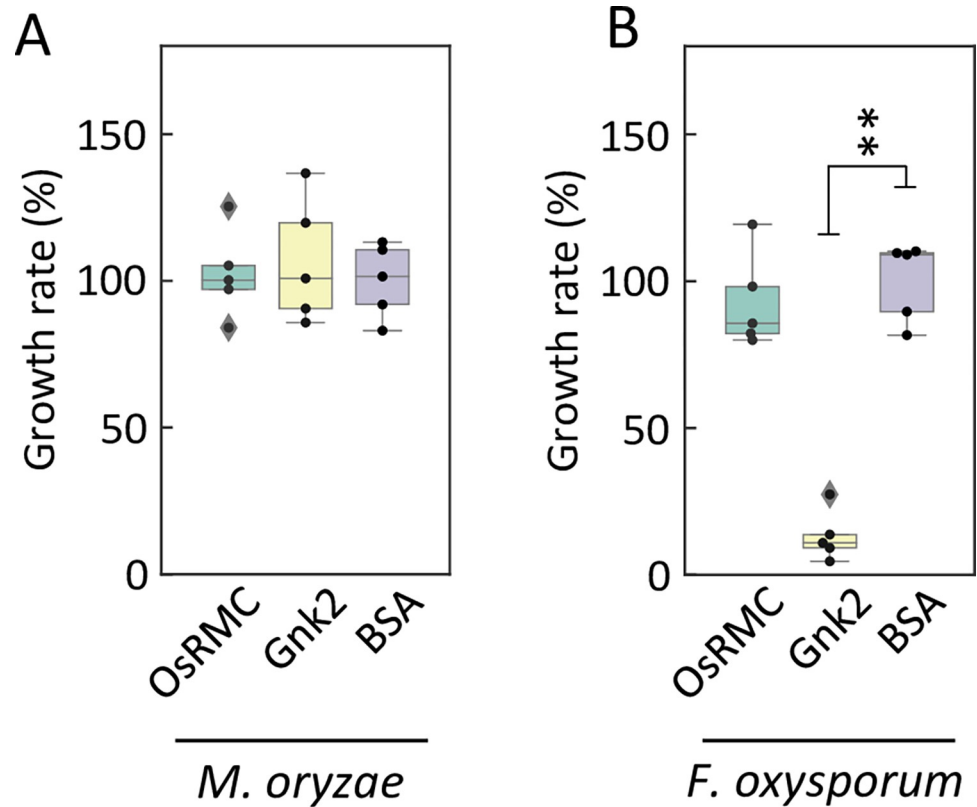 A
Growth rate (%)
150
100
50
0
OsRMC
Gnk2
BSA
M. oryzae
B
Growth rate (%)
150
100
50
0
**
OsRMC
Gnk2
BSA
F. oxysporum